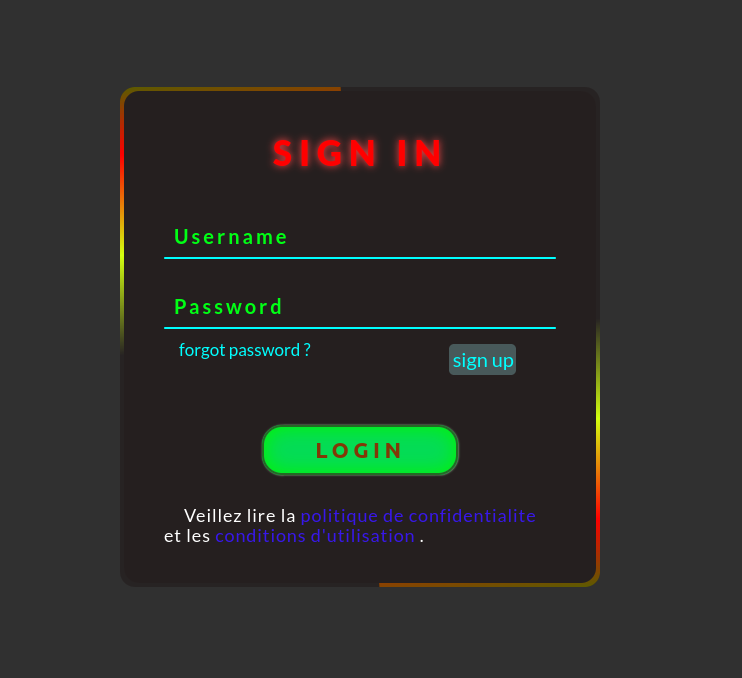 SIGN IN
Username
Password
forgot password ?
sign up
LOGIN
Veillez lire la politique de confidentialite
et les conditions d'utilisation .